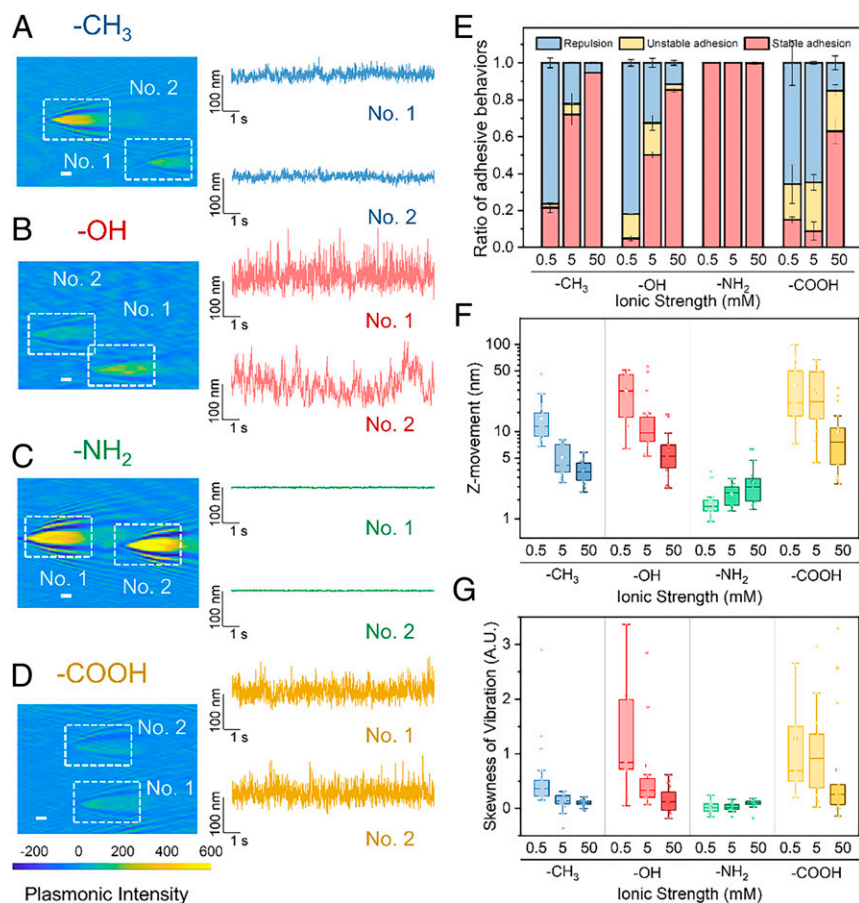 A
-CH3
No. 2
No. 1
100 nm
1 s
No. 1
100 nm
1 s
No. 2
B
-OH
No. 2
No. 1
100 nm
1 s
No. 1
100 nm
1 s
No. 2
C
-NH2
No. 1
No. 2
100 nm
1 s
No. 1
100 nm
1 s
No. 2
D
-COOH
No. 2
No. 1
100 nm
1 s
No. 1
100 nm
1 s
No. 2
-200 0 200 400 600
Plasmonic Intensity
E
Repulsion Unstable adhesion Stable adhesion
Ratio of adhesive behaviors
1.0
0.8
0.6
0.4
0.2
0.0
0.5 5 50 0.5 5 50 0.5 5 50 0.5 5 50
-CH3 -OH -NH2 -COOH
Ionic Strength (mM)
F
Z-movement (nm)
100
50
10
5
1
0.5 5 50 0.5 5 50 0.5 5 50 0.5 5 50
-CH3 -OH -NH2 -COOH
Ionic Strength (mM)
G
Skewness of Vibration (A.U.)
3
2
1
0
0.5 5 50 0.5 5 50 0.5 5 50 0.5 5 50
-CH3 -OH -NH2 -COOH
Ionic Strength (mM)